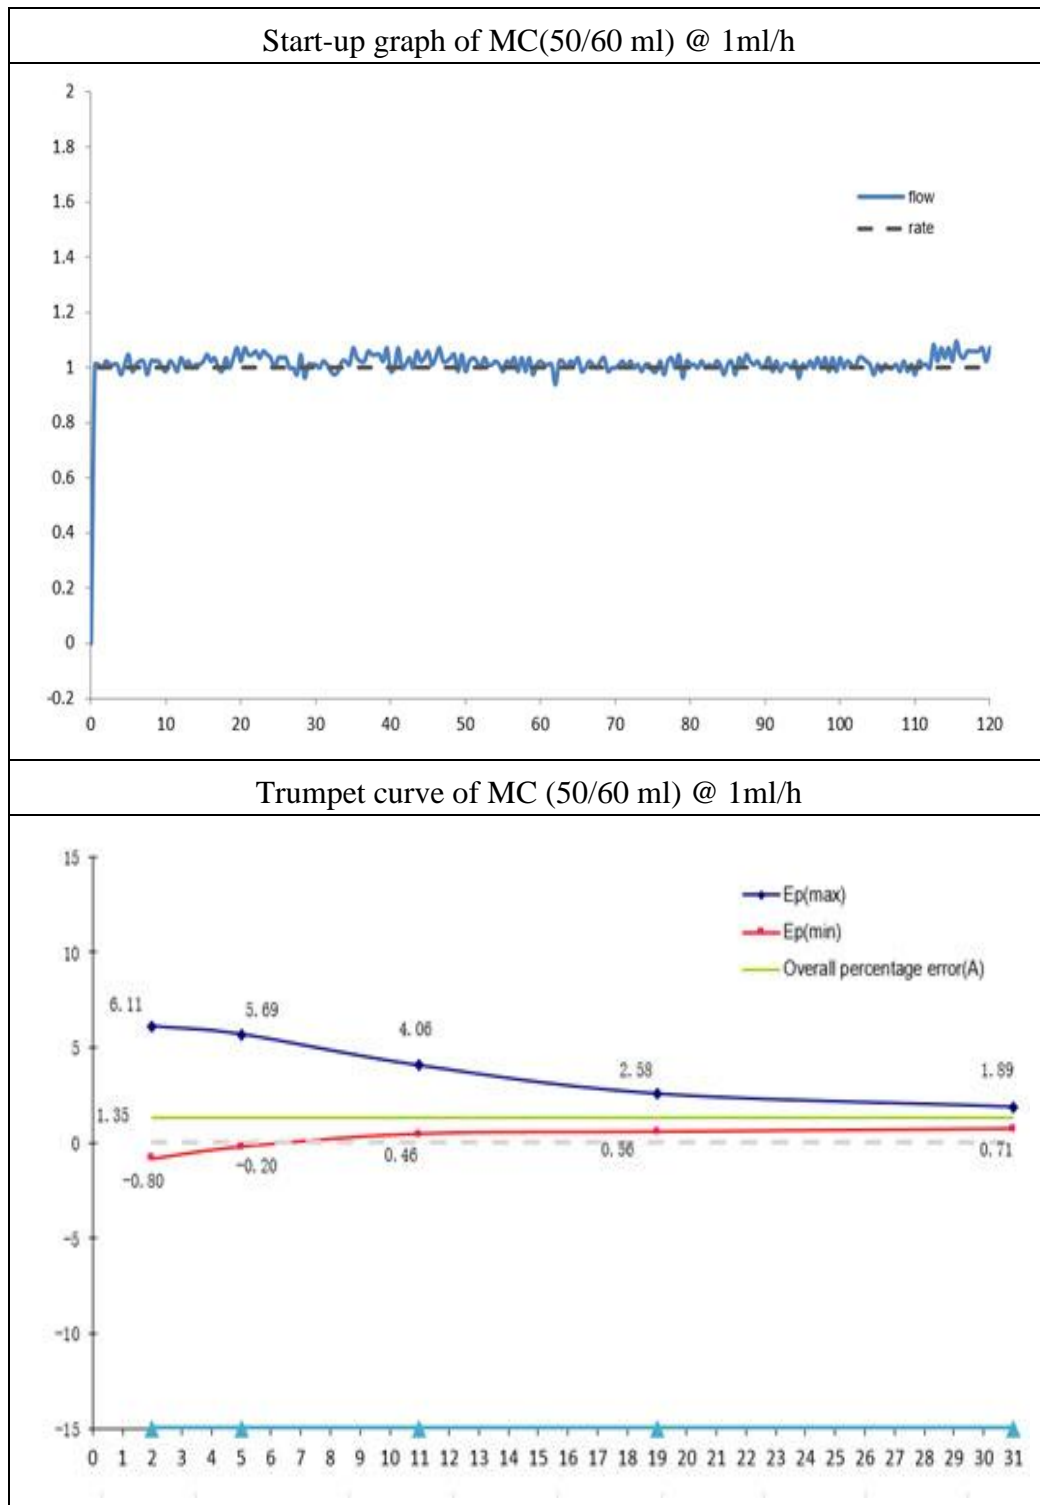 Start-up graph of MC(50/60 ml) @ 1ml/h
2
1.8
1.6
flow
rate
1.4
1.2
1
0.8
0.6
0.4
0.2
0
-0.2
0 10 20 30 40 50 60 70 80 90 100 110 120
Trumpet curve of MC (50/60 ml) @ 1ml/h
15
Ep(max)
Ep(min)
10
Overall percentage error(A)
6.11 5.69
4.06
5
2.58 1.89
1.35
0
-0.80 -0.20 0.46 0.56 0.71
-5
-10
-15
0 1 2 3 4 5 6 7 8 9 10 11 12 13 14 15 16 17 18 19 20 21 22 23 24 25 26 27 28 29 30 31